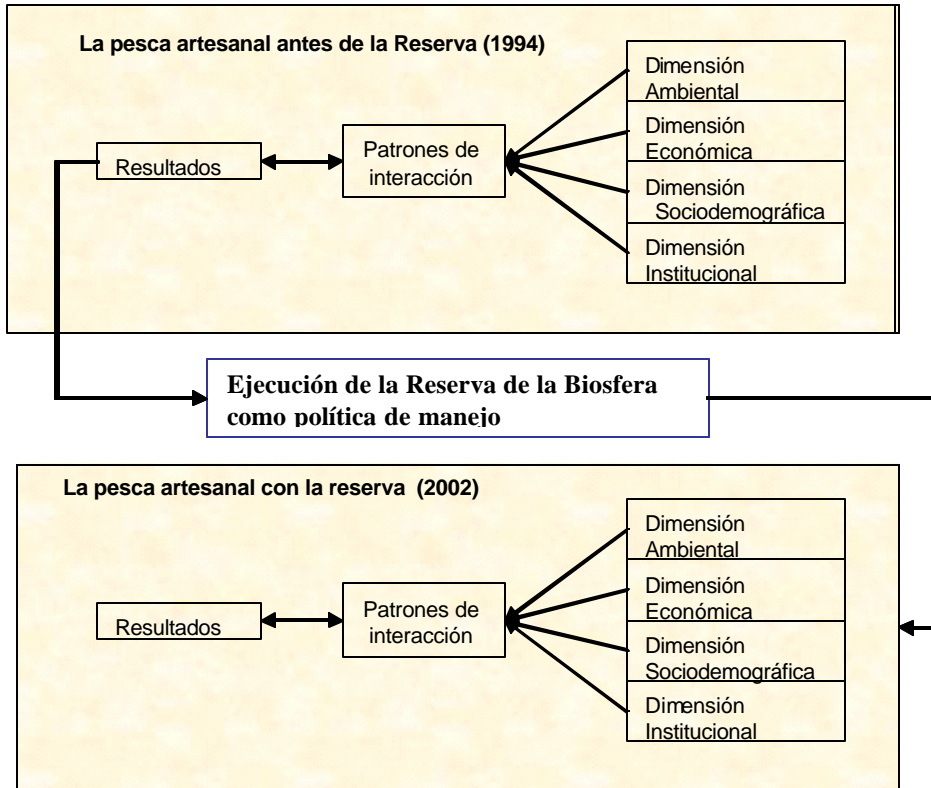 La pesca artesanal antes de la Reserva (1994)
Dimensión
Ambiental
Dimensión
Económica
Dimensión
Sociodemográfica
Dimensión
Institucional
Patrones de
interacción
Resultados
Ejecución de la Reserva de la Biosfera
como política de manejo
La pesca artesanal con la reserva (2002)
Dimensión
Ambiental
Dimensión
Económica
Dimensión
Sociodemográfica
Dimensión
Institucional
Patrones de
interacción
Resultados